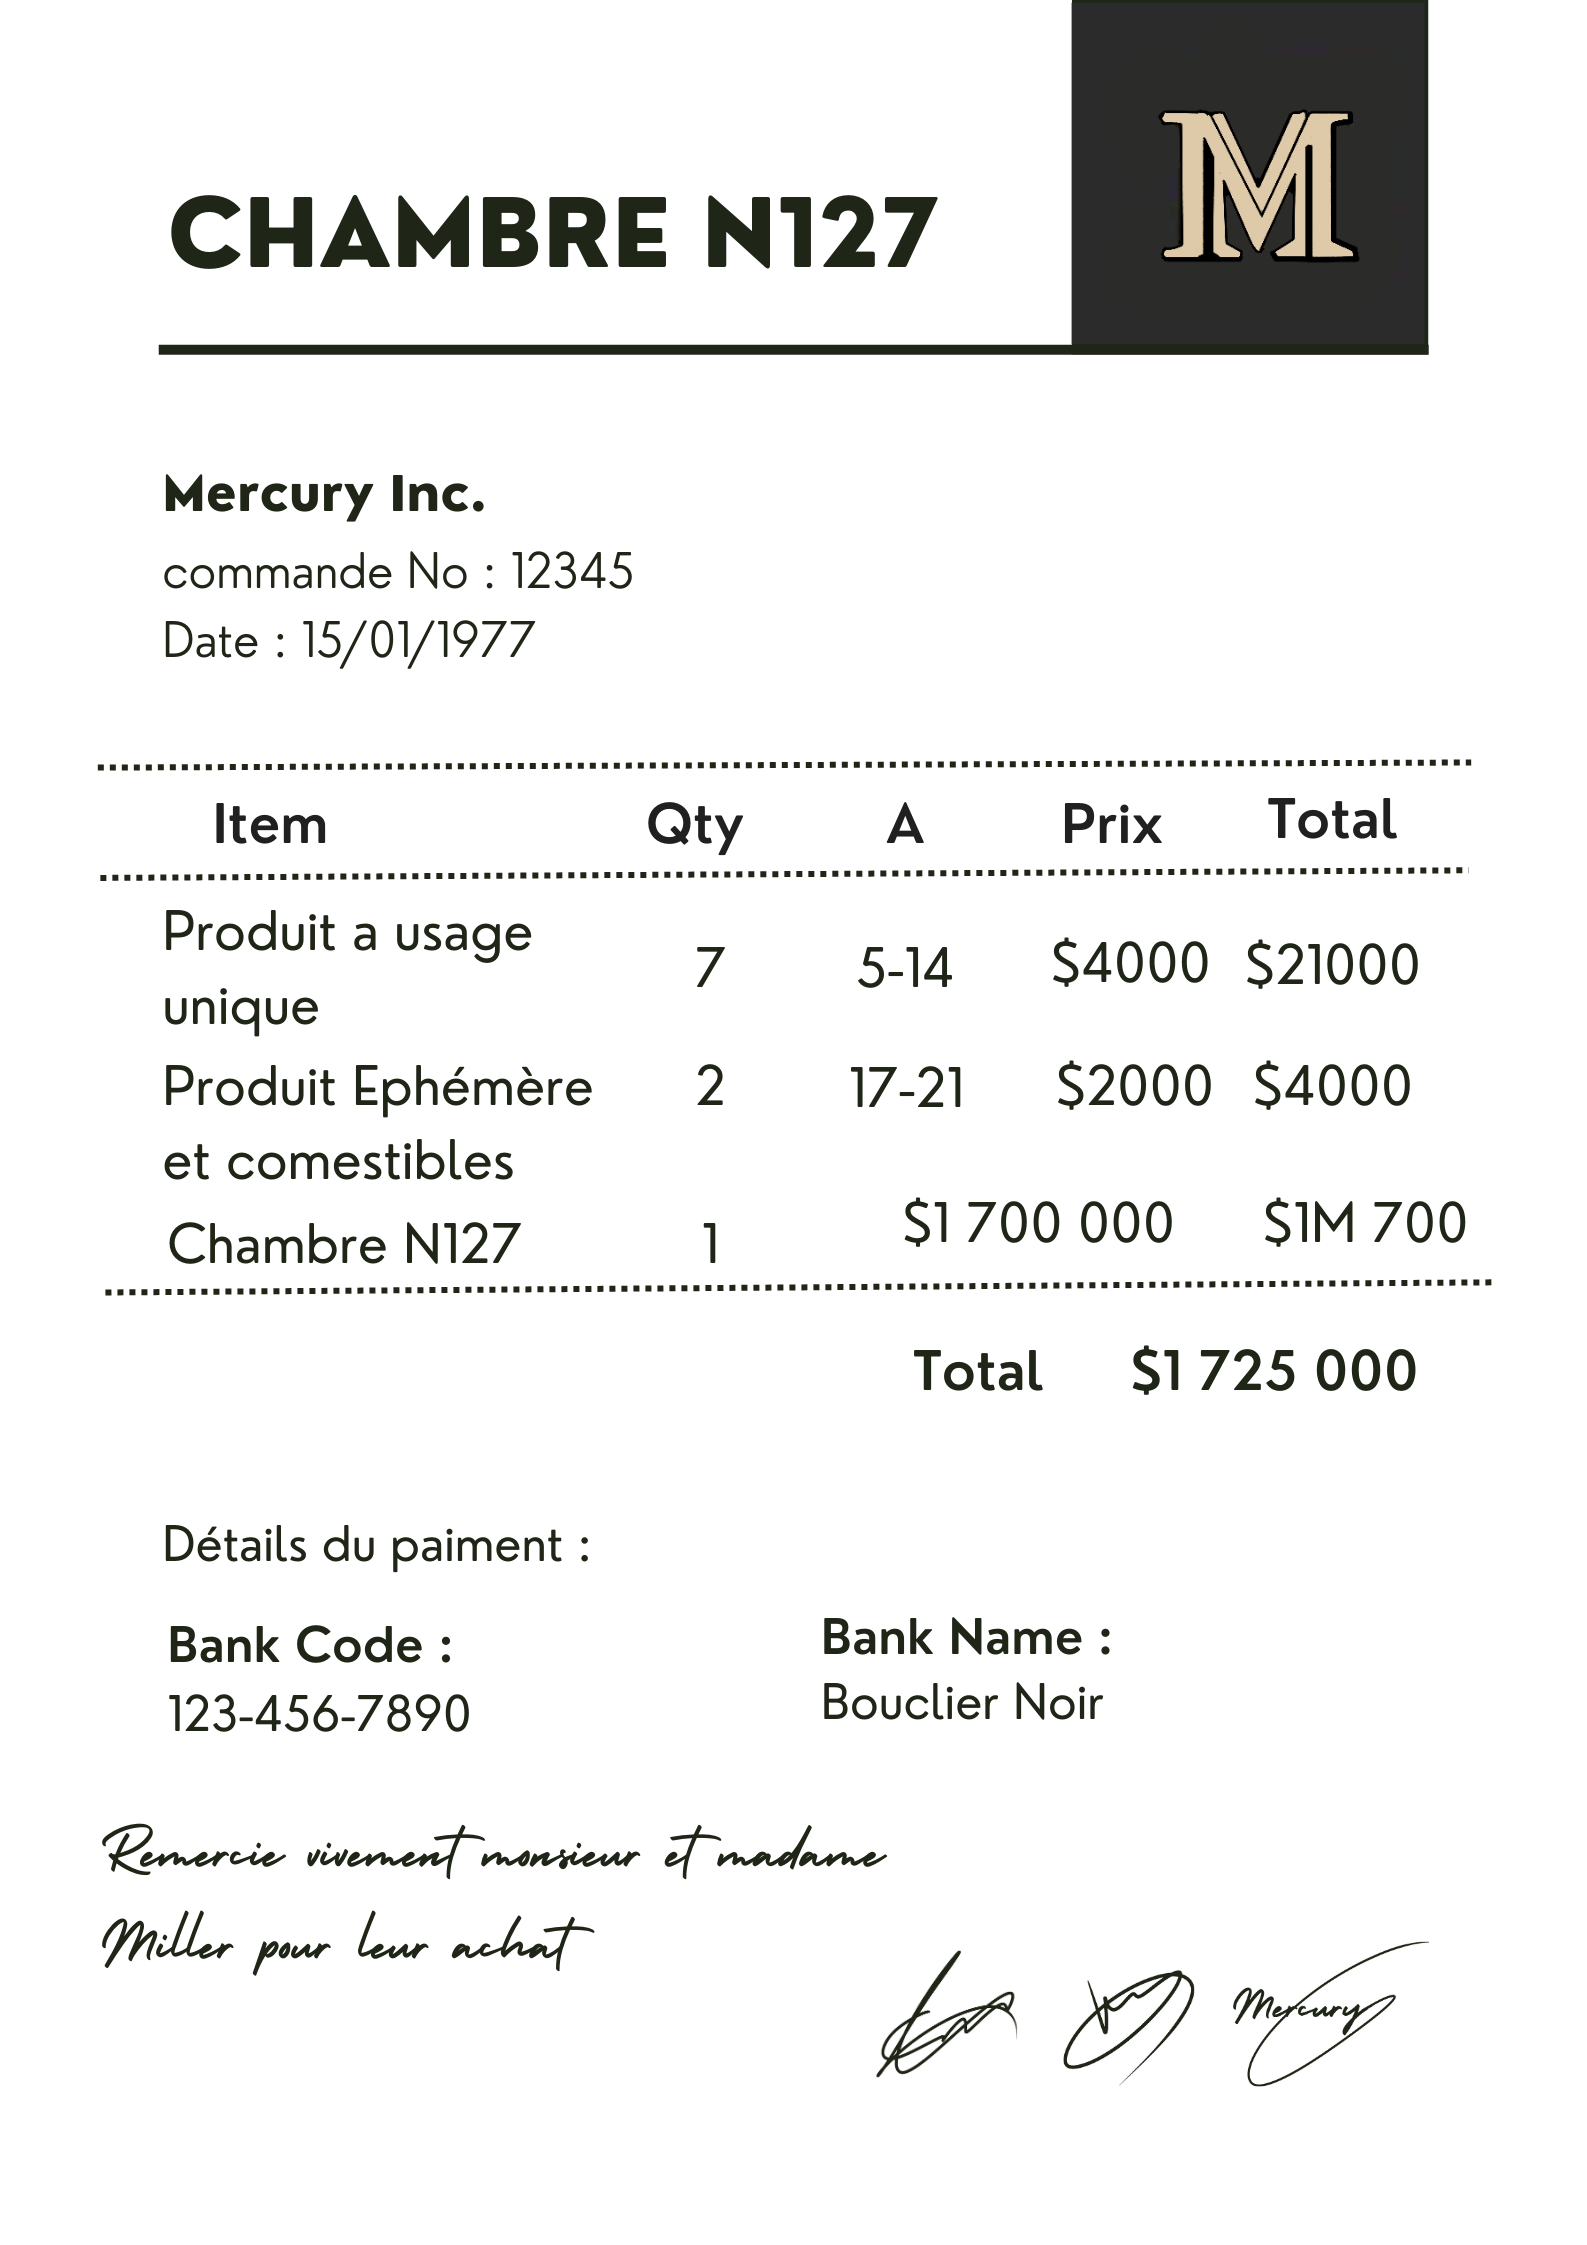 M
CHAMBRE N127
Mercury Inc.
commande No : 12345
Date : 15/01/1977
Item Qty A Prix Total
Produit a usage
unique 7 5-14 $4000 $21000
Produit Ephémère 2 17-21 $2000 $4000
et comestibles
Chambre N127 1 $1 700 000 $1M 700
Total $1 725 000
Détails du paiment :
Bank Code : Bank Name :
123-456-7890 Bouclier Noir
Remercie vivement monsieur et madame
Miller pour leur achat
Mercury